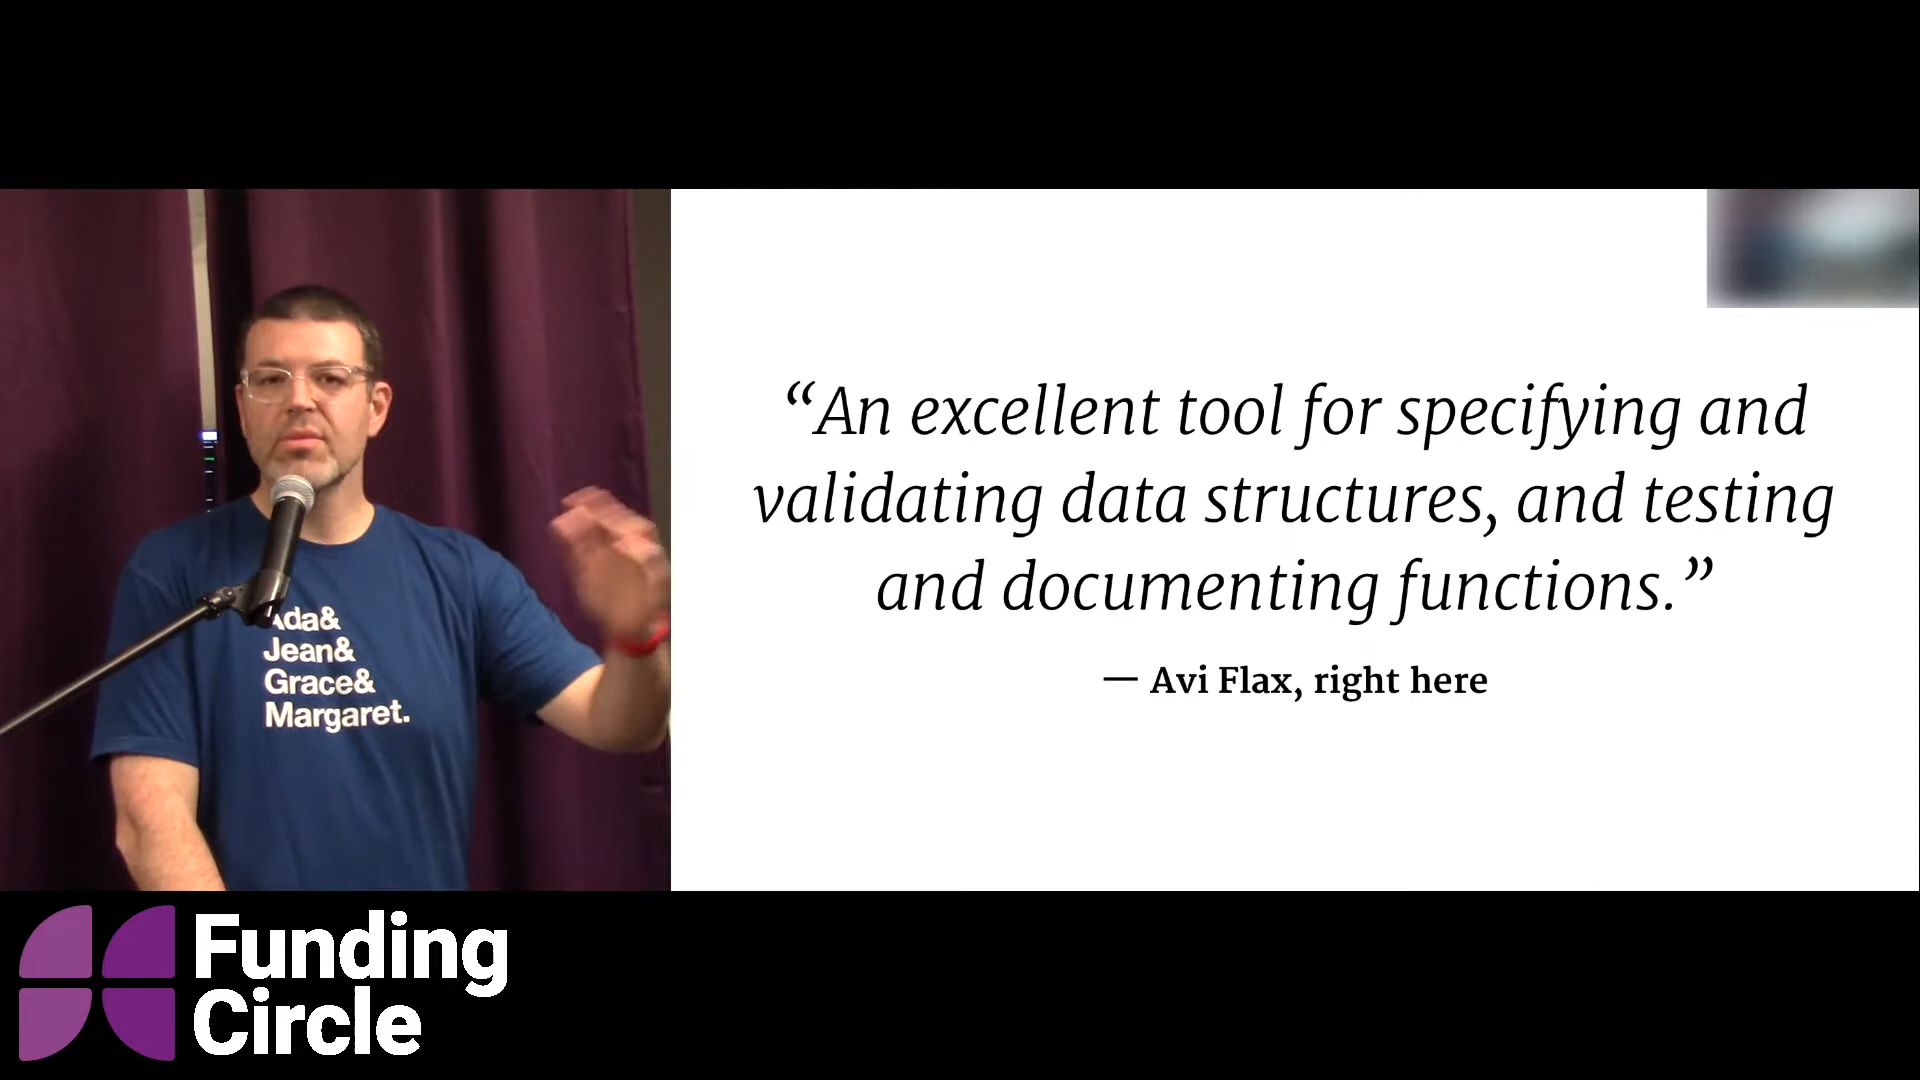 “An excellent tool for specifying and
validating data structures, and testing
and documenting functions.”
— Avi Flax, right here
Ada&
Jean&
Grace&
Margaret.
Funding
Circle